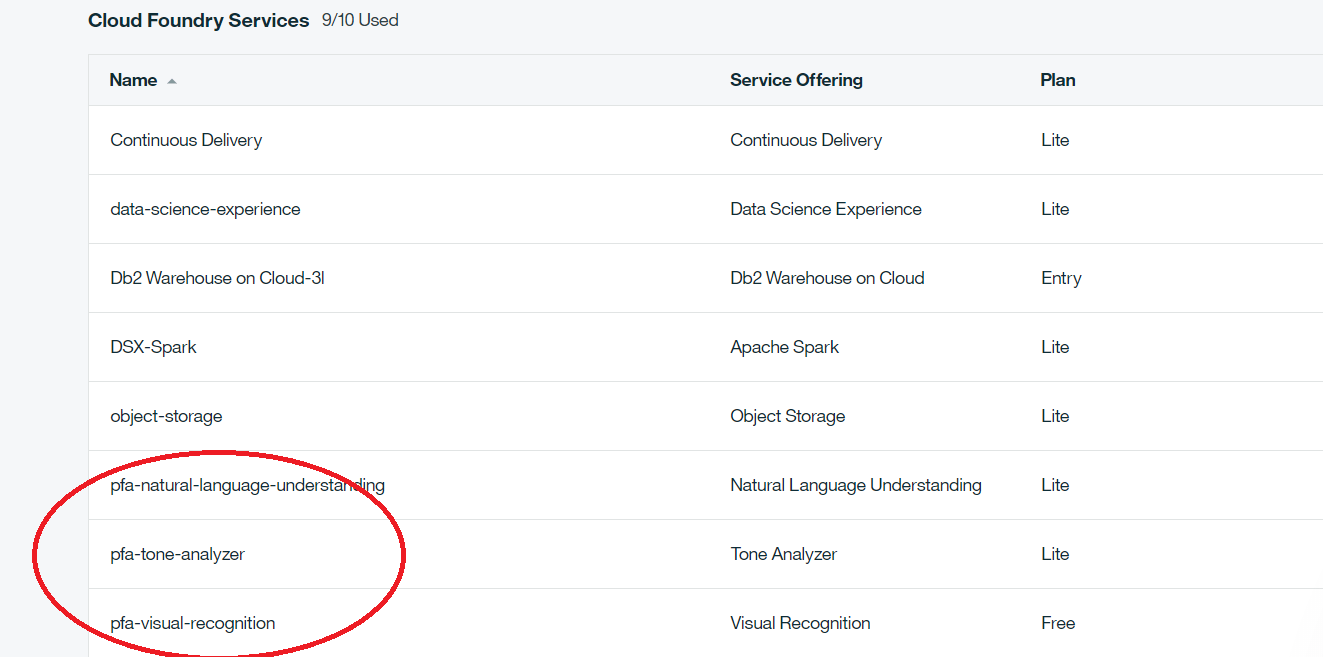 Cloud Foundry Services 9/10 Used
Name Service Offering Plan
Continuous Delivery Continuous Delivery Lite
data-science-experience Data Science Experience Lite
Db2 Warehouse on Cloud-3l Db2 Warehouse on Cloud Entry
DSX-Spark Apache Spark Lite
object-storage Object Storage Lite
pfa-natural-language-understanding Natural Language Understanding Lite
pfa-tone-analyzer Tone Analyzer Lite
pfa-visual-recognition Visual Recognition Free